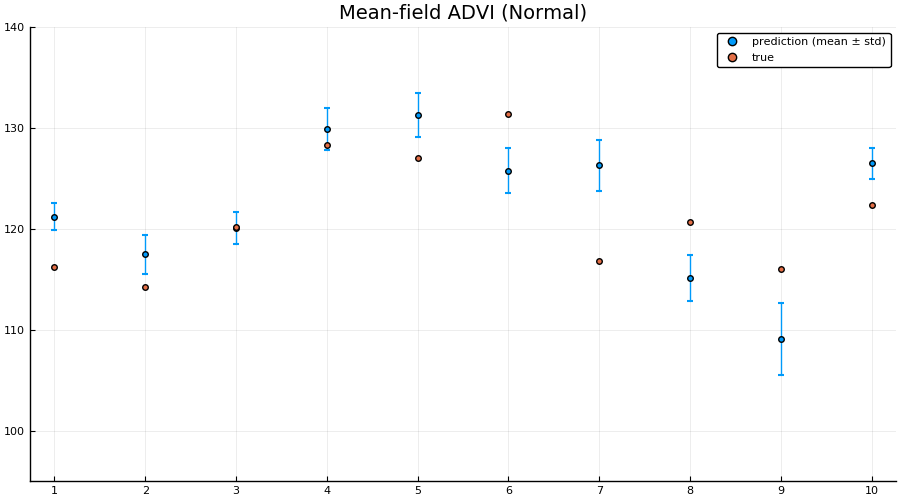 Mean-field ADVI (Normal)
140
prediction (mean ± std)
true
130
120
110
100
1 2 3 4 5 6 7 8 9 10